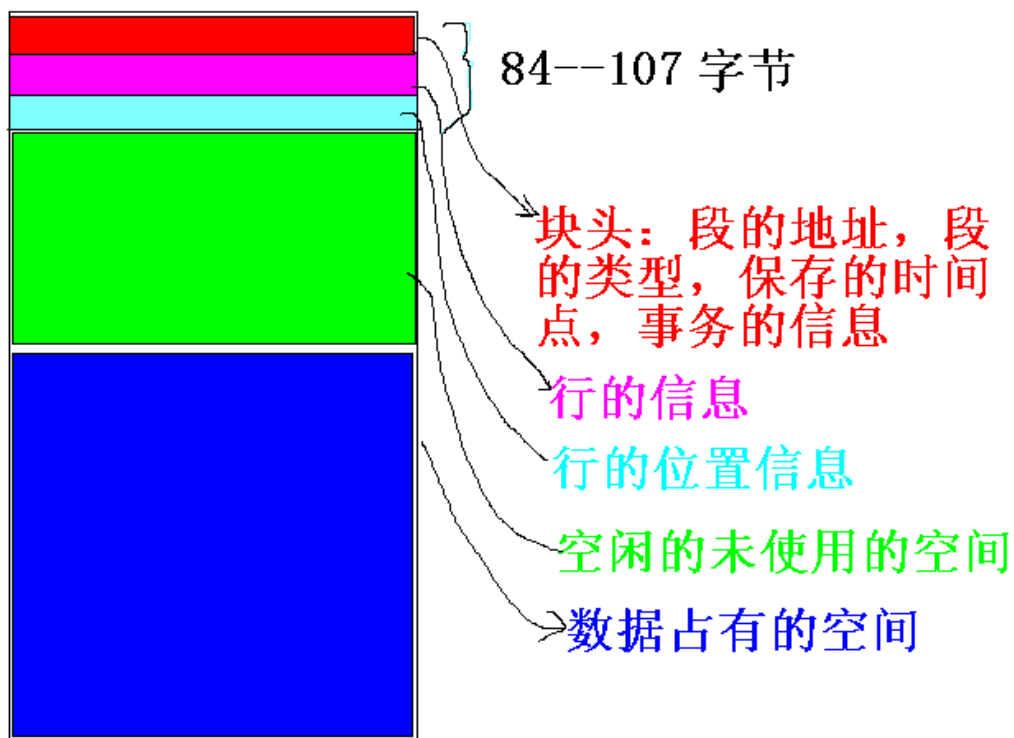 84--107 字节
块头：段的地址，段
的类型，保存的时间
点，事务的信息
行的信息
行的位置信息
空闲的未使用的空间
数据占有的空间